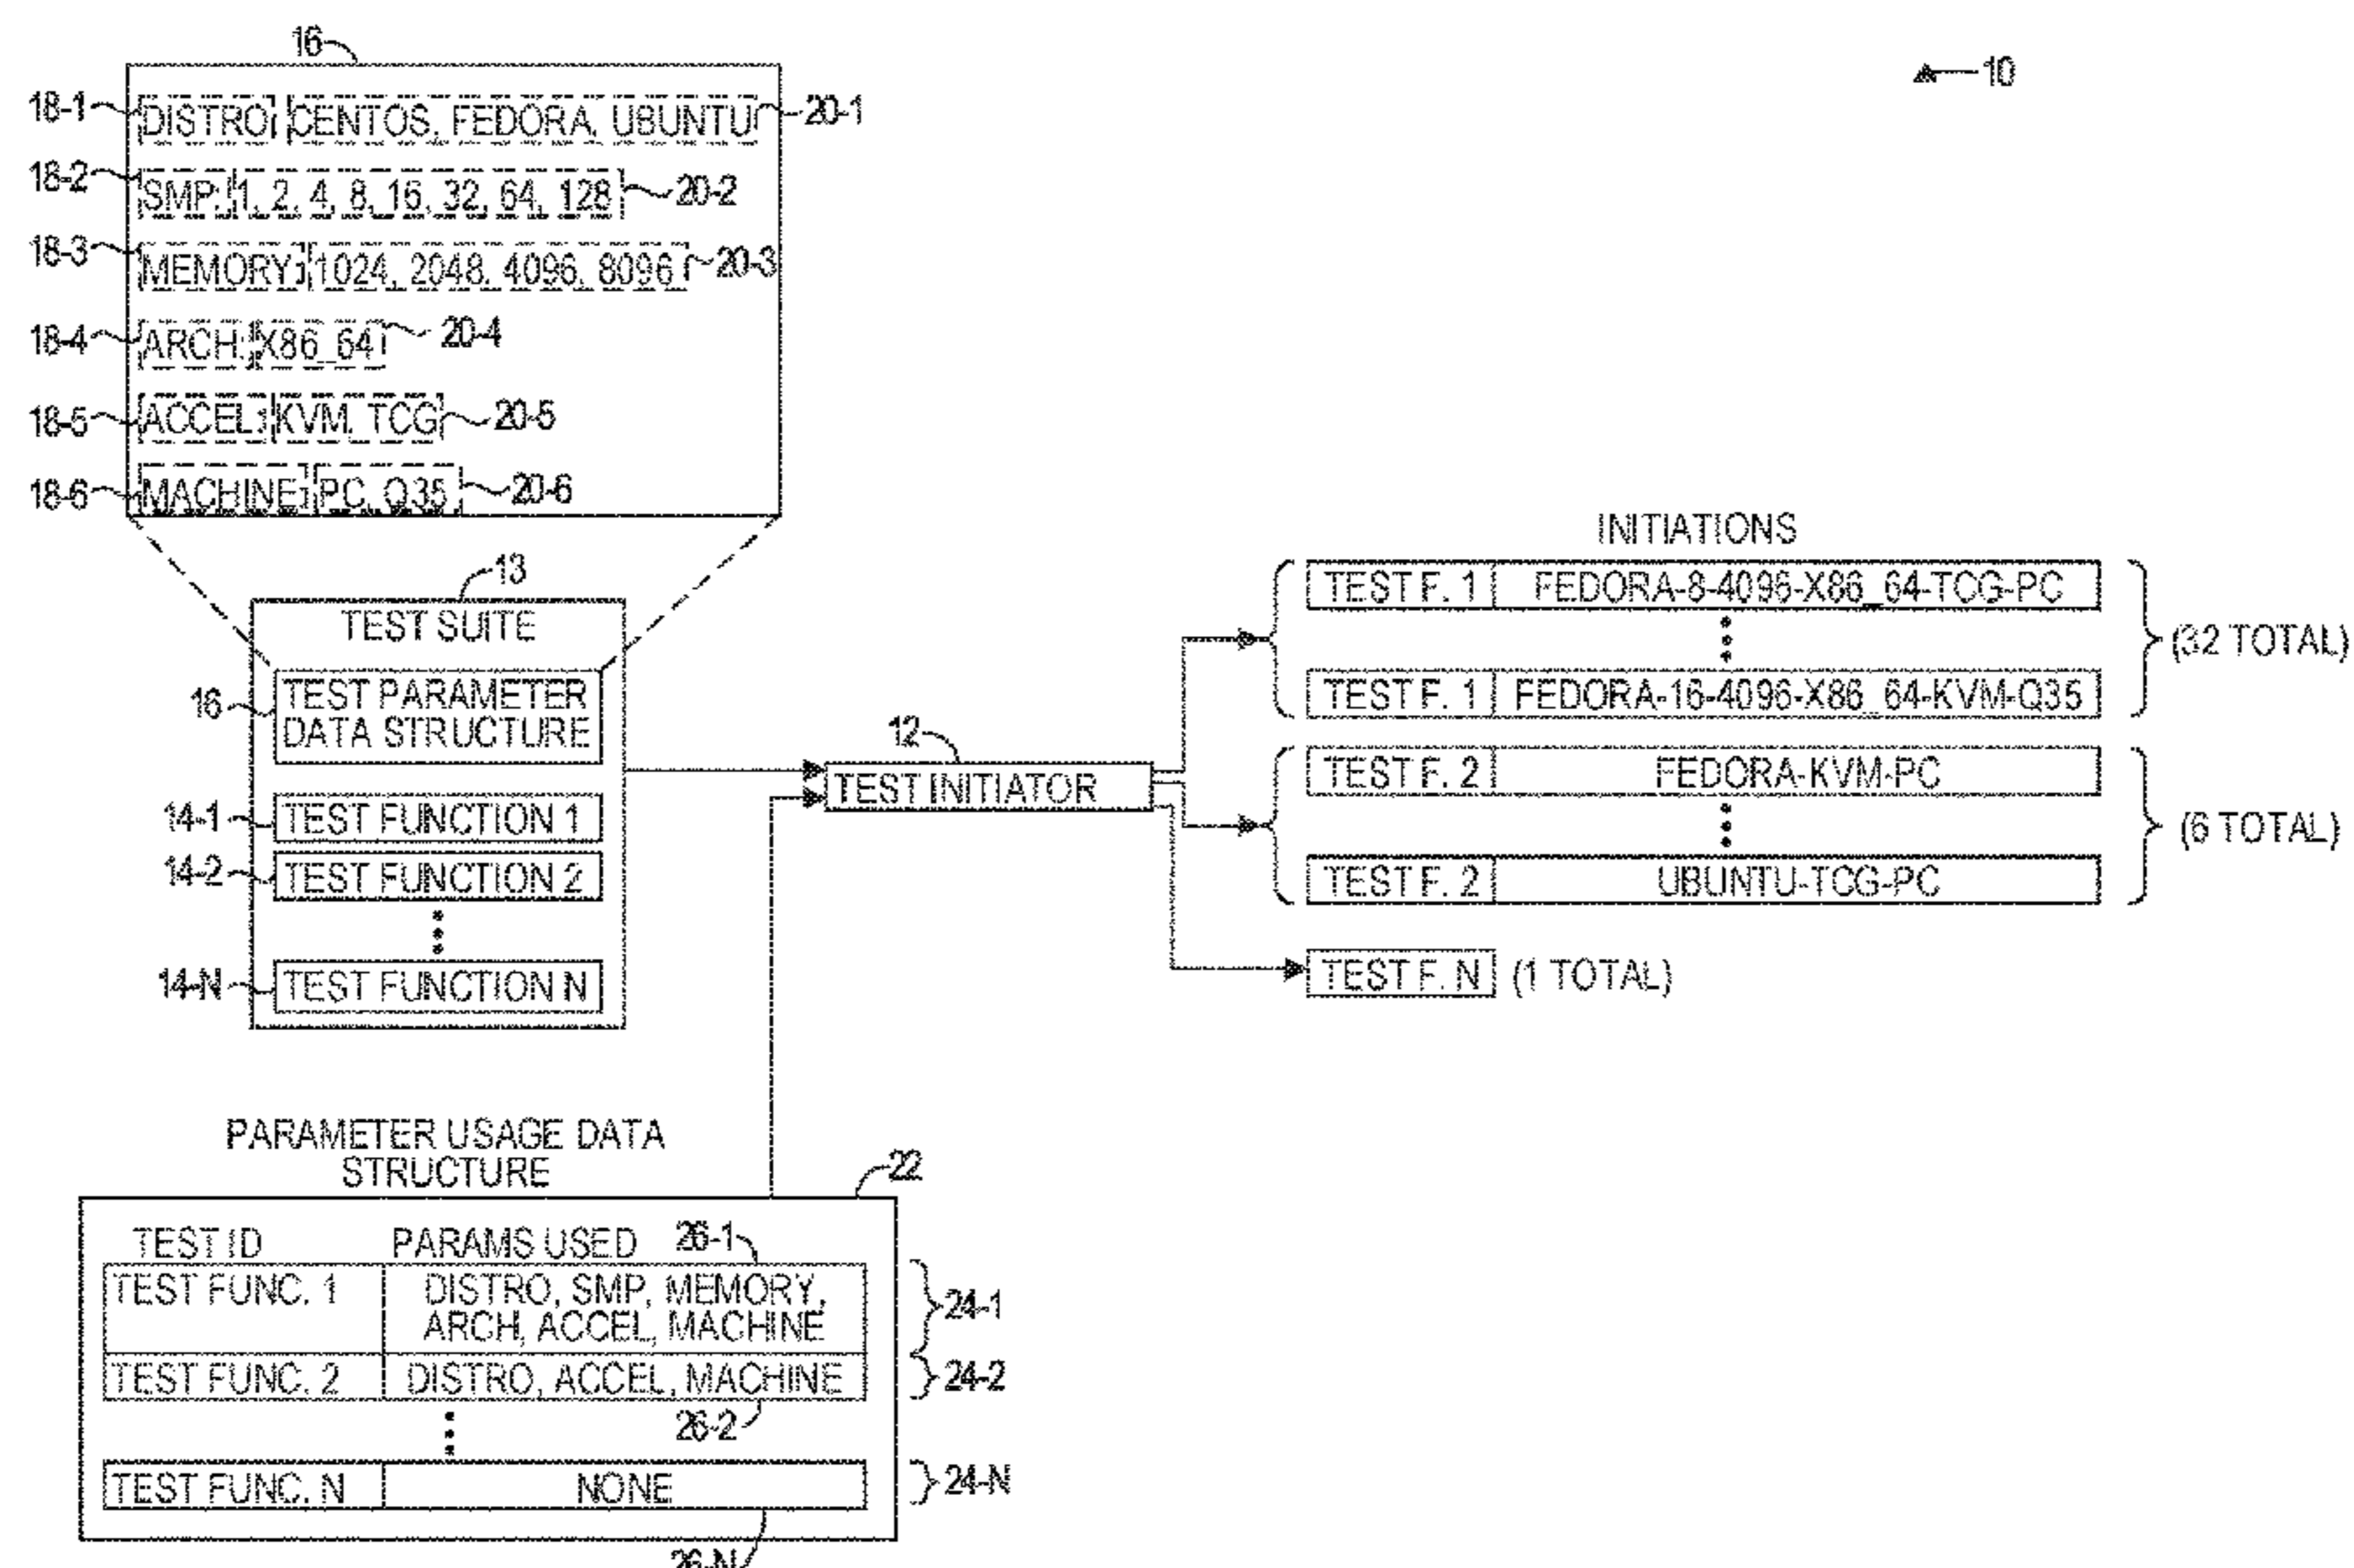 16
10
18-1 DISTRO: CENTOS, FEDORA, UBUNTU 20-1
18-2 SMP: 1, 2, 4, 8, 16, 32, 64, 128 20-2
18-3 MEMORY: 1024, 2048, 4096, 8096 20-3
18-4 ARCH: X86_64 20-4
18-5 ACCEL: KVM, TCG 20-5
18-6 MACHINE: PC, Q35 20-6
13
TEST SUITE
16 TEST PARAMETER
DATA STRUCTURE
14-1 TEST FUNCTION 1
14-2 TEST FUNCTION 2
14-N TEST FUNCTION N
12
TEST INITIATOR
INITIATIONS
TEST F. 1 FEDORA-8-4096-X86_64-TCG-PC
(32 TOTAL)
TEST F. 1 FEDORA-16-4096-X86_64-KVM-Q35
TEST F. 2 FEDORA-KVM-PC
(6 TOTAL)
TEST F. 2 UBUNTU-TCG-PC
TEST F. N (1 TOTAL)
PARAMETER USAGE DATA
STRUCTURE
22
TEST ID PARAMS USED 26-1
TEST FUNC. 1 DISTRO, SMP, MEMORY,
ARCH, ACCEL, MACHINE
24-1
TEST FUNC. 2 DISTRO, ACCEL, MACHINE 24-2
26-2
TEST FUNC. N NONE 24-N
26-N